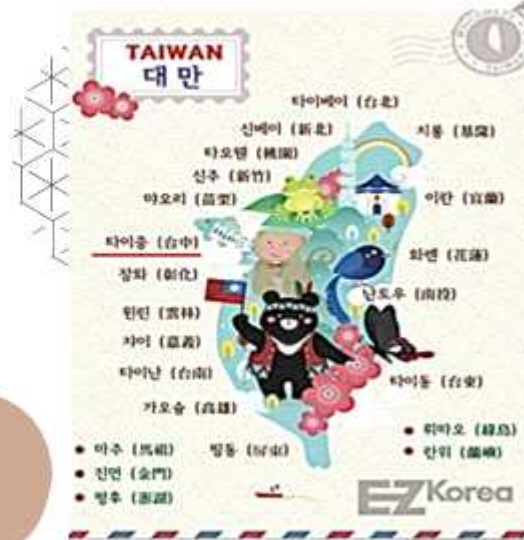 TAIWAN
대만
타이베이 (台北)
신베이 (新北)
지룽 (基隆)
타오위안 (桃園)
신주 (新竹)
먀오리 (苗栗)
이란 (宜蘭)
타이중 (台中)
화롄 (花蓮)
장화 (彰化)
난토우 (南投)
윈린 (雲林)
쟈이 (嘉義)
타이난 (台南)
타이동 (台東)
가오슝 (高雄)
뤼다오 (綠島)
마주 (馬祖)
핑동 (屏東)
란위 (蘭嶼)
진먼 (金門)
펑후 (澎湖)
EZKorea